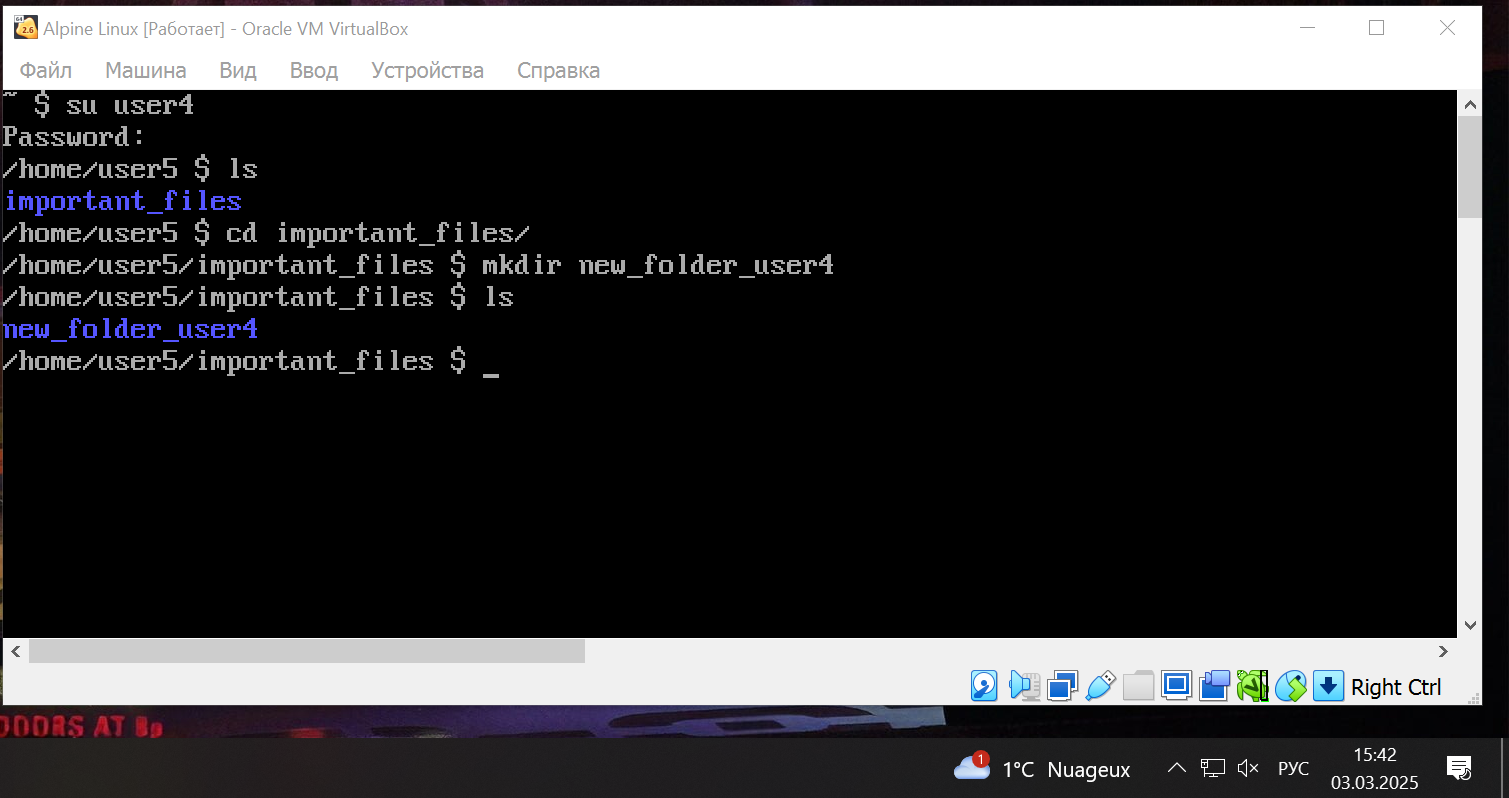 Alpine Linux [Работает] - Oracle VM VirtualBox
Файл Машина Вид Ввод Устройства Справка
~ $ su user4
Password:
/home/user5 $ ls
important_files
/home/user5 $ cd important_files/
/home/user5/important_files $ mkdir new_folder_user4
/home/user5/important_files $ ls
new_folder_user4
/home/user5/important_files $ _
Right Ctrl
DOORS AT 8p
1
1°C Nuageux
РУС
15:42
03.03.2025